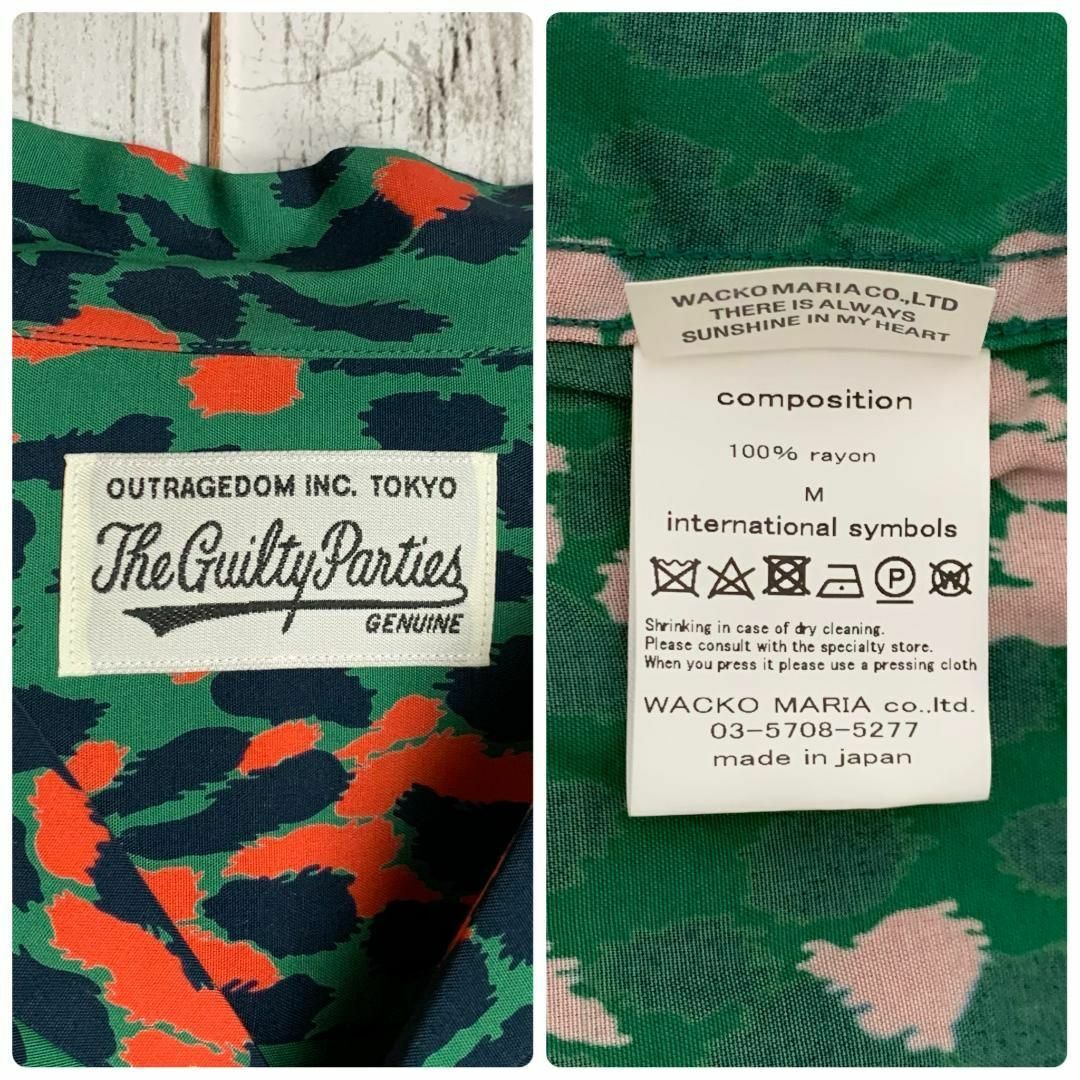 OUTRAGEDOM INC. TOKYO
The Guilty Parties
GENUINE
WACKOMARIA CO.,LTD
THERE IS ALWAYS
SUNSHINE IN MY HEART
composition
100% rayon
M
international symbols
P W
Shrinking in case of dry cleaning.
Please consult with the specialty store.
When you press it please use a pressing cloth
WACKO MARIA co.,ltd.
03-5708-5277
made in japan